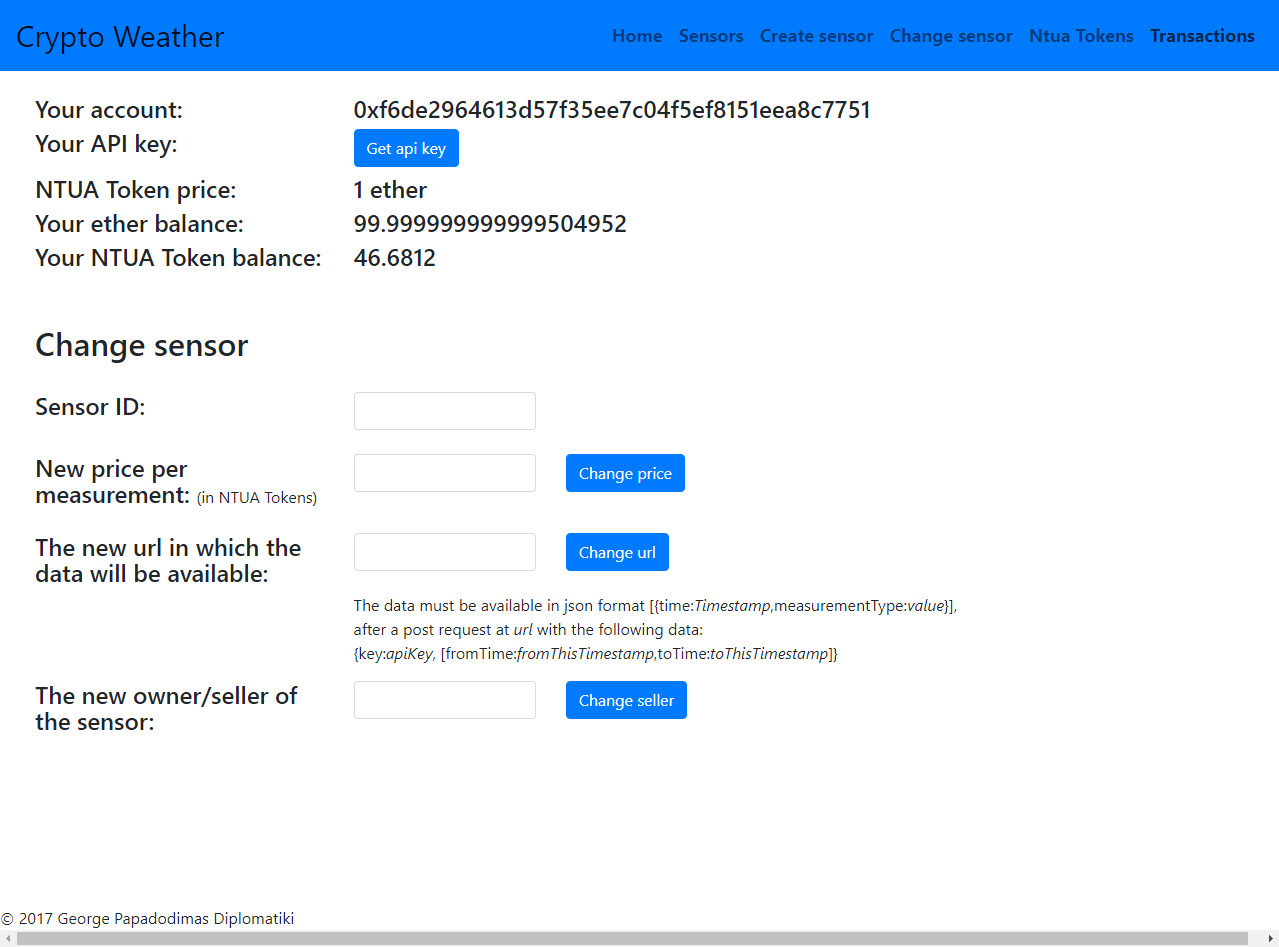 Crypto Weather Home Sensors Create sensor Change sensor Ntua Tokens Transactions
Your account: 0xf6de2964613d57f35ee7c04f5ef8151eea8c7751
Your API key: Get api key
NTUA Token price: 1 ether
Your ether balance: 99.999999999999504952
Your NTUA Token balance: 46.6812
Change sensor
Sensor ID:
New price per
measurement: (in NTUA Tokens)
Change price
The new url in which the
data will be available:
Change url
The data must be available in json format [{time:Timestamp,measurementType:value}],
after a post request at url with the following data:
{key:apiKey, [fromTime:fromThisTimestamp,toTime:toThisTimestamp]}
The new owner/seller of
the sensor:
Change seller
© 2017 George Papadodimas Diplomatiki